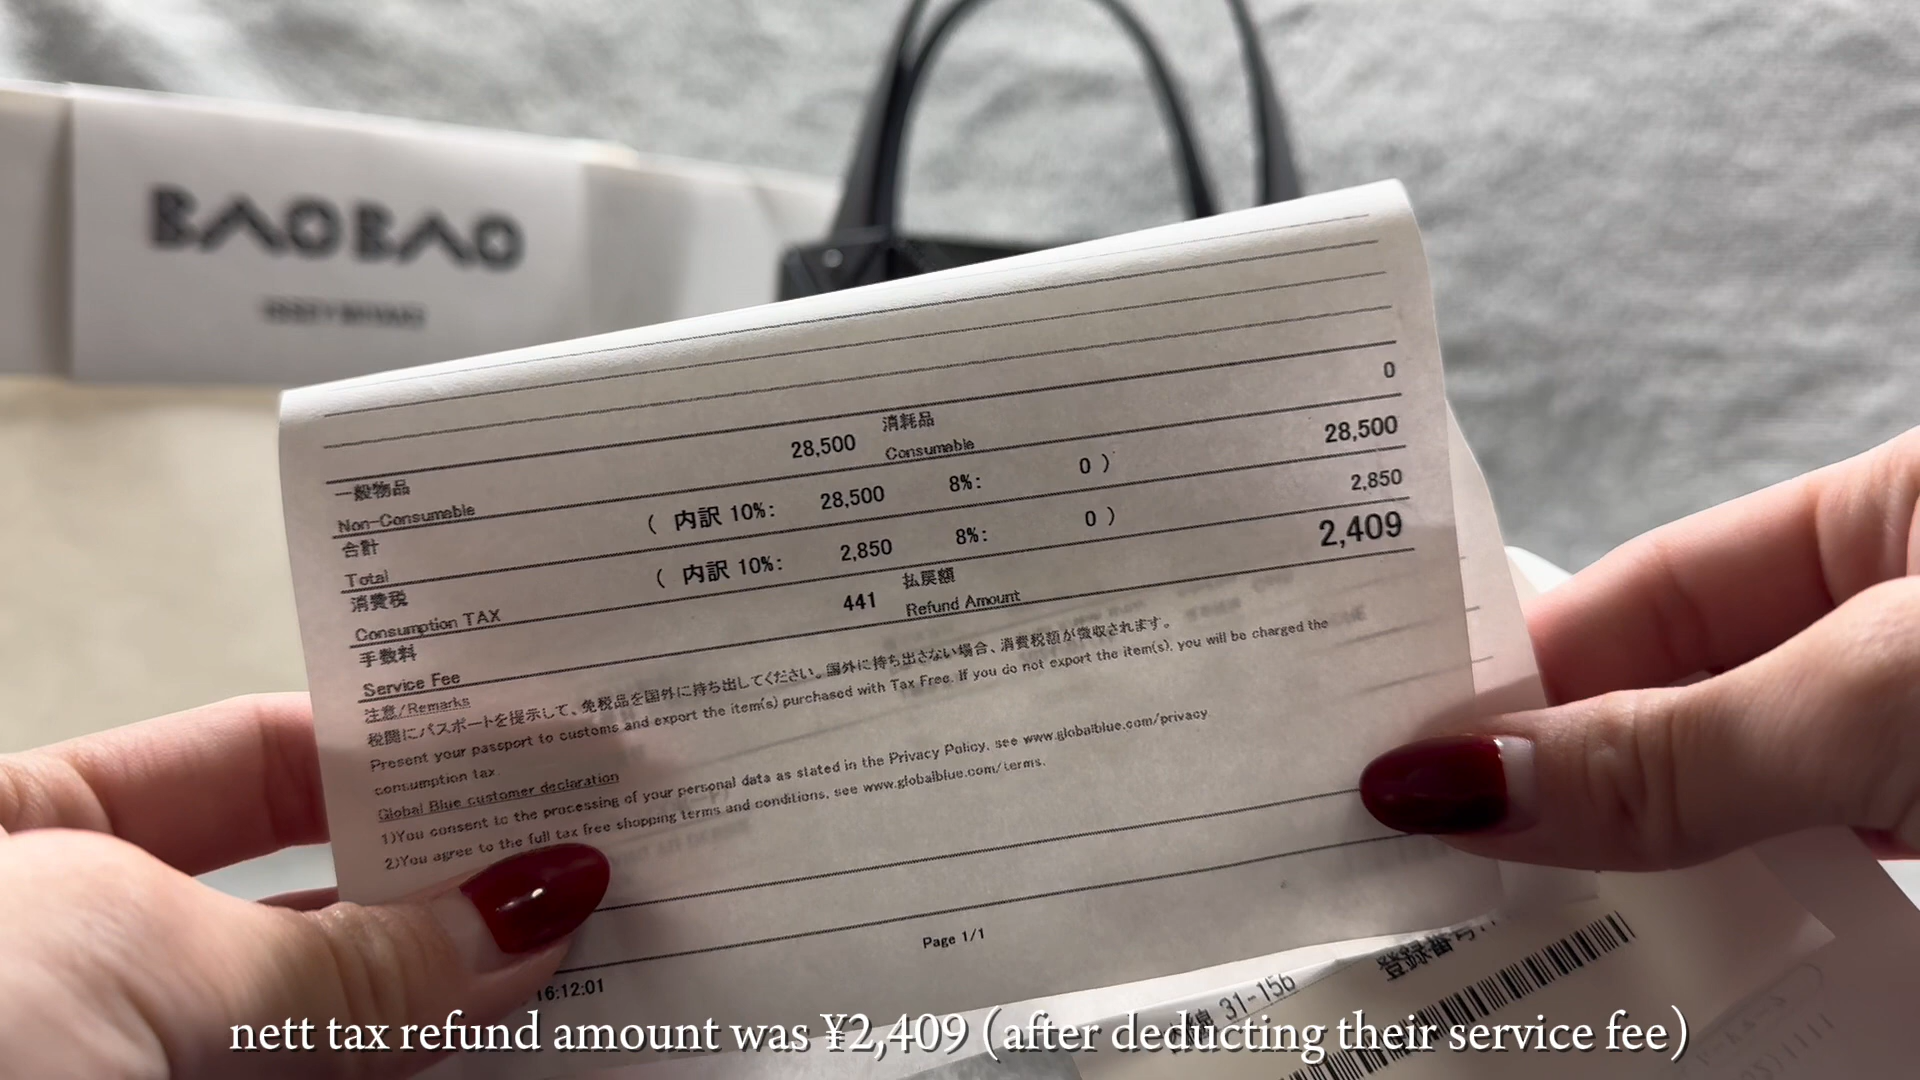 BAOBAO
ISSEY MIYAKE
0
一般物品 28,500 消耗品
Non-Consumable Consumable
合計 ( 内訳 10%: 28,500 8%: 0 ) 28,500
Total
消費税 ( 内訳 10%: 2,850 8%: 0 ) 2,850
Consumption TAX
手数料 441 払戻額 2,409
Service Fee Refund Amount
注意/Remarks
税関にパスポートを提示して、免税品を国外に持ち出してください。国外に持ち出さない場合、消費税額が徴収されます。
Present your passport to customs and export the item(s) purchased with Tax Free. If you do not export the item(s), you will be charged the
consumption tax.
Global Blue customer declaration
1)You consent to the processing of your personal data as stated in the Privacy Policy, see www.globalblue.com/privacy
2)You agree to the full tax free shopping terms and conditions, see www.globalblue.com/terms.
Page 1/1
16:12:01
31-156
登録番号
nett tax refund amount was ¥2,409 (after deducting their service fee)